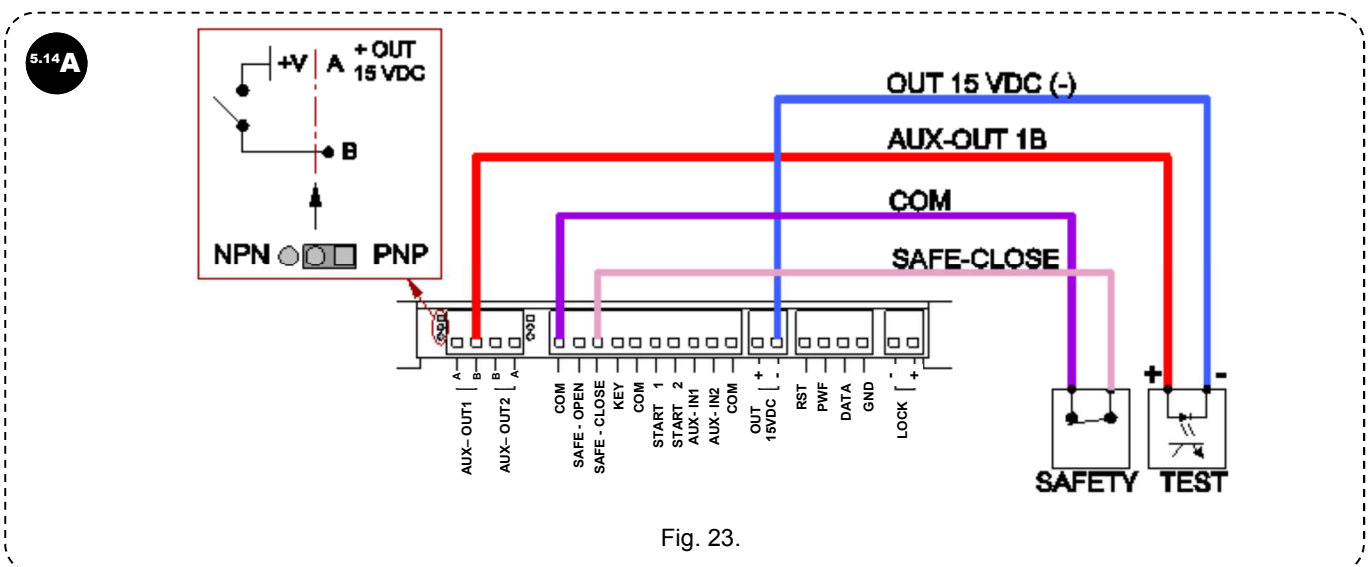 5.14A
+V A + OUT
15 VDC
B
NPN PNP
OUT 15 VDC (-)
AUX-OUT 1B
COM
SAFE-CLOSE
A
B
B
A
AUX– OUT1
AUX– OUT2
COM
SAFE - OPEN
SAFE - CLOSE
KEY
COM
START 1
START 2
AUX- IN1
AUX- IN2
COM
+
-
OUT
15VDC
RST
PWF
DATA
GND
-
+
LOCK
+ -
SAFETY TEST
Fig. 23.